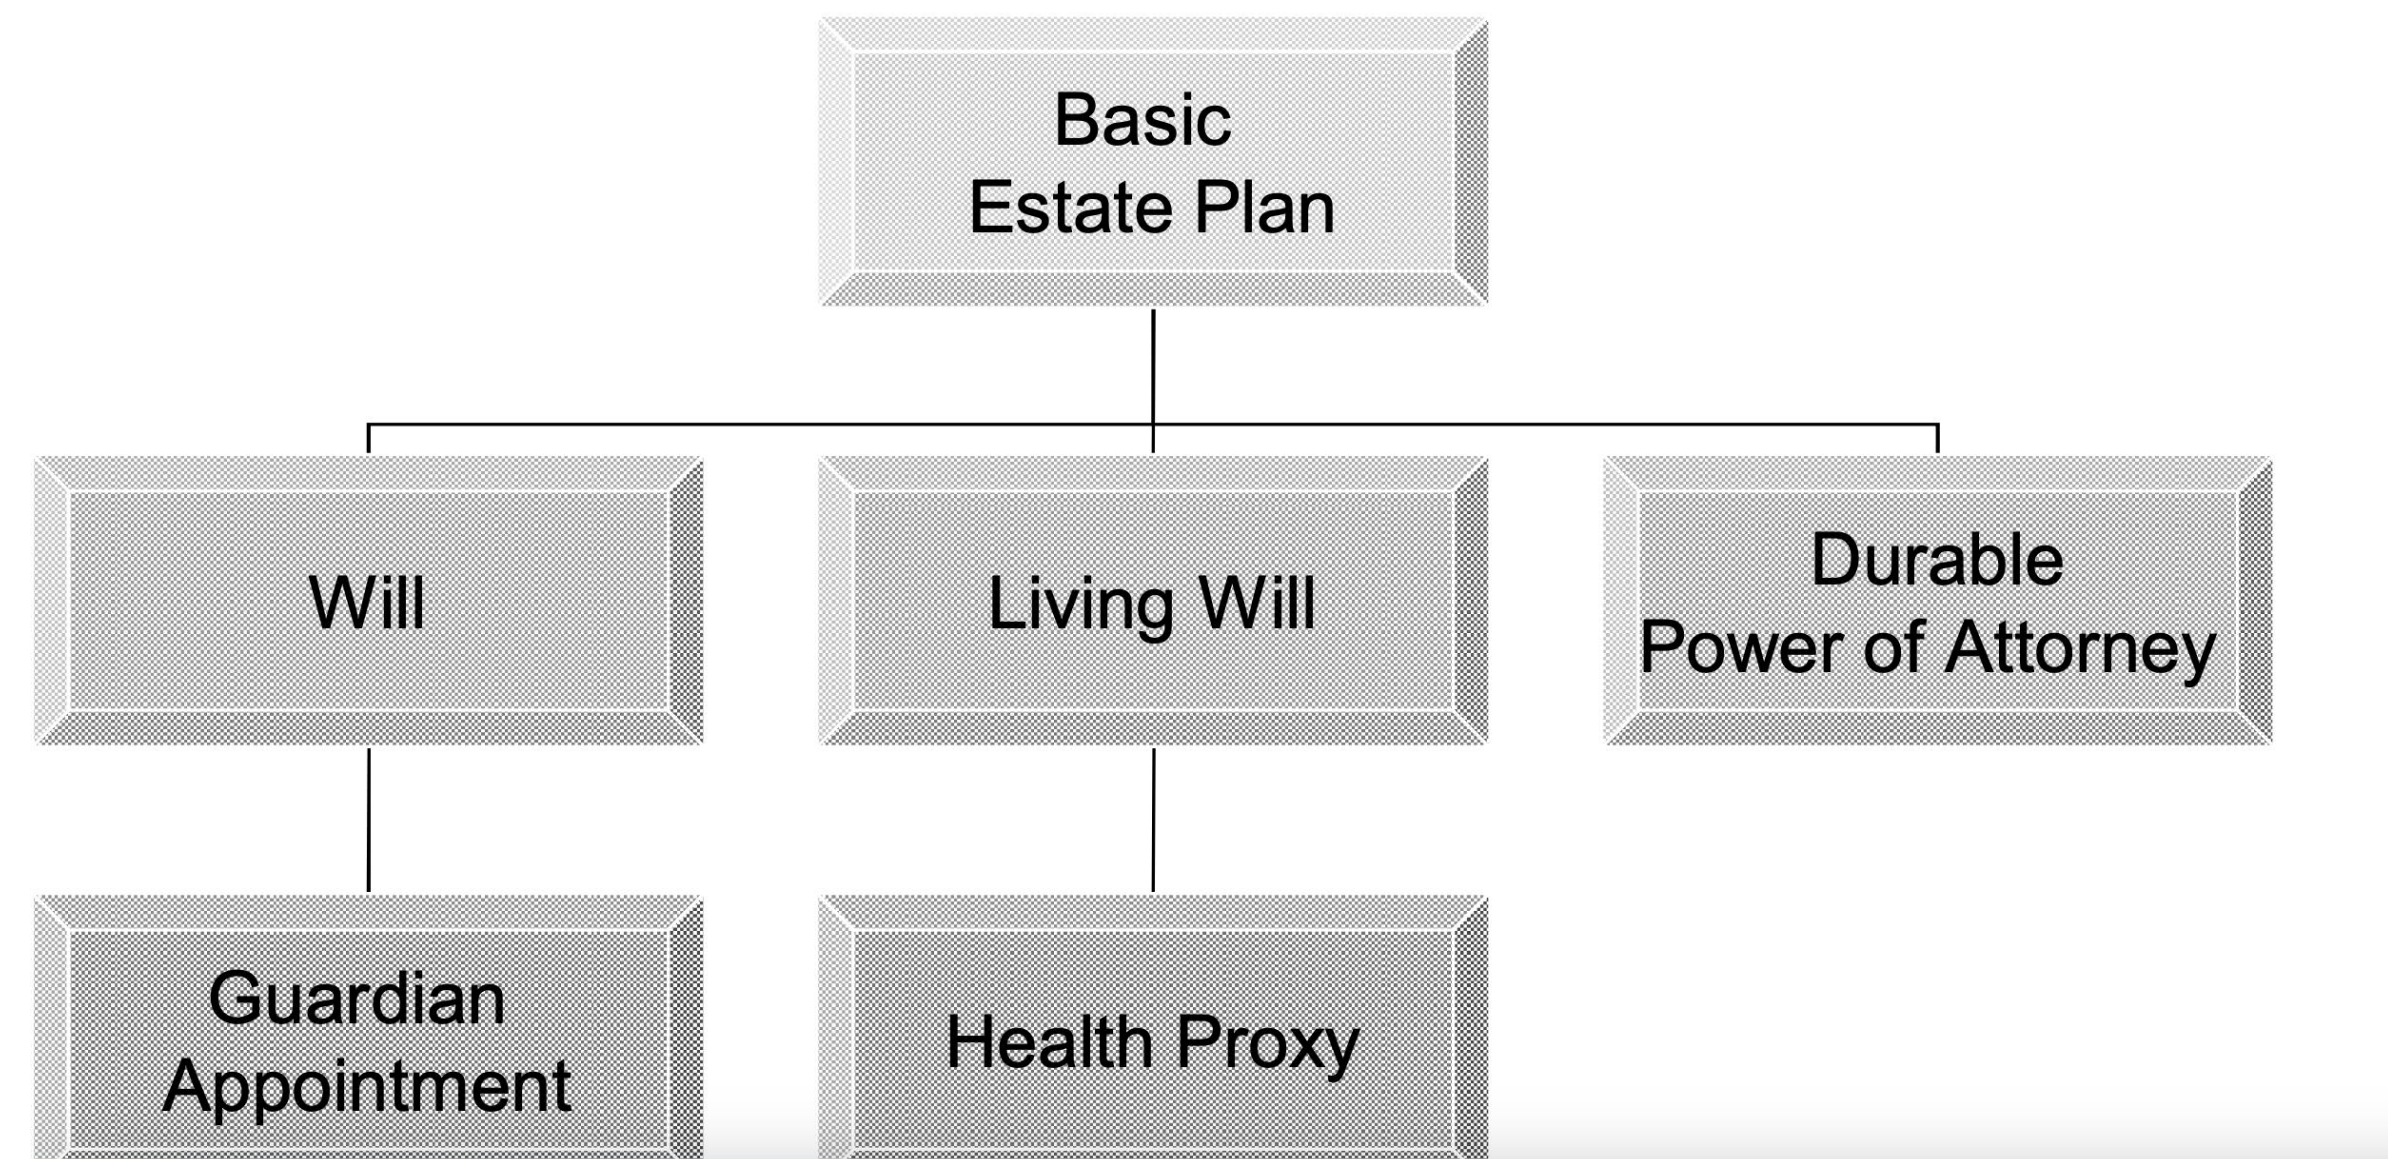 Basic
Estate Plan
Will
Living Will
Durable
Power of Attorney
Guardian
Appointment
Health Proxy